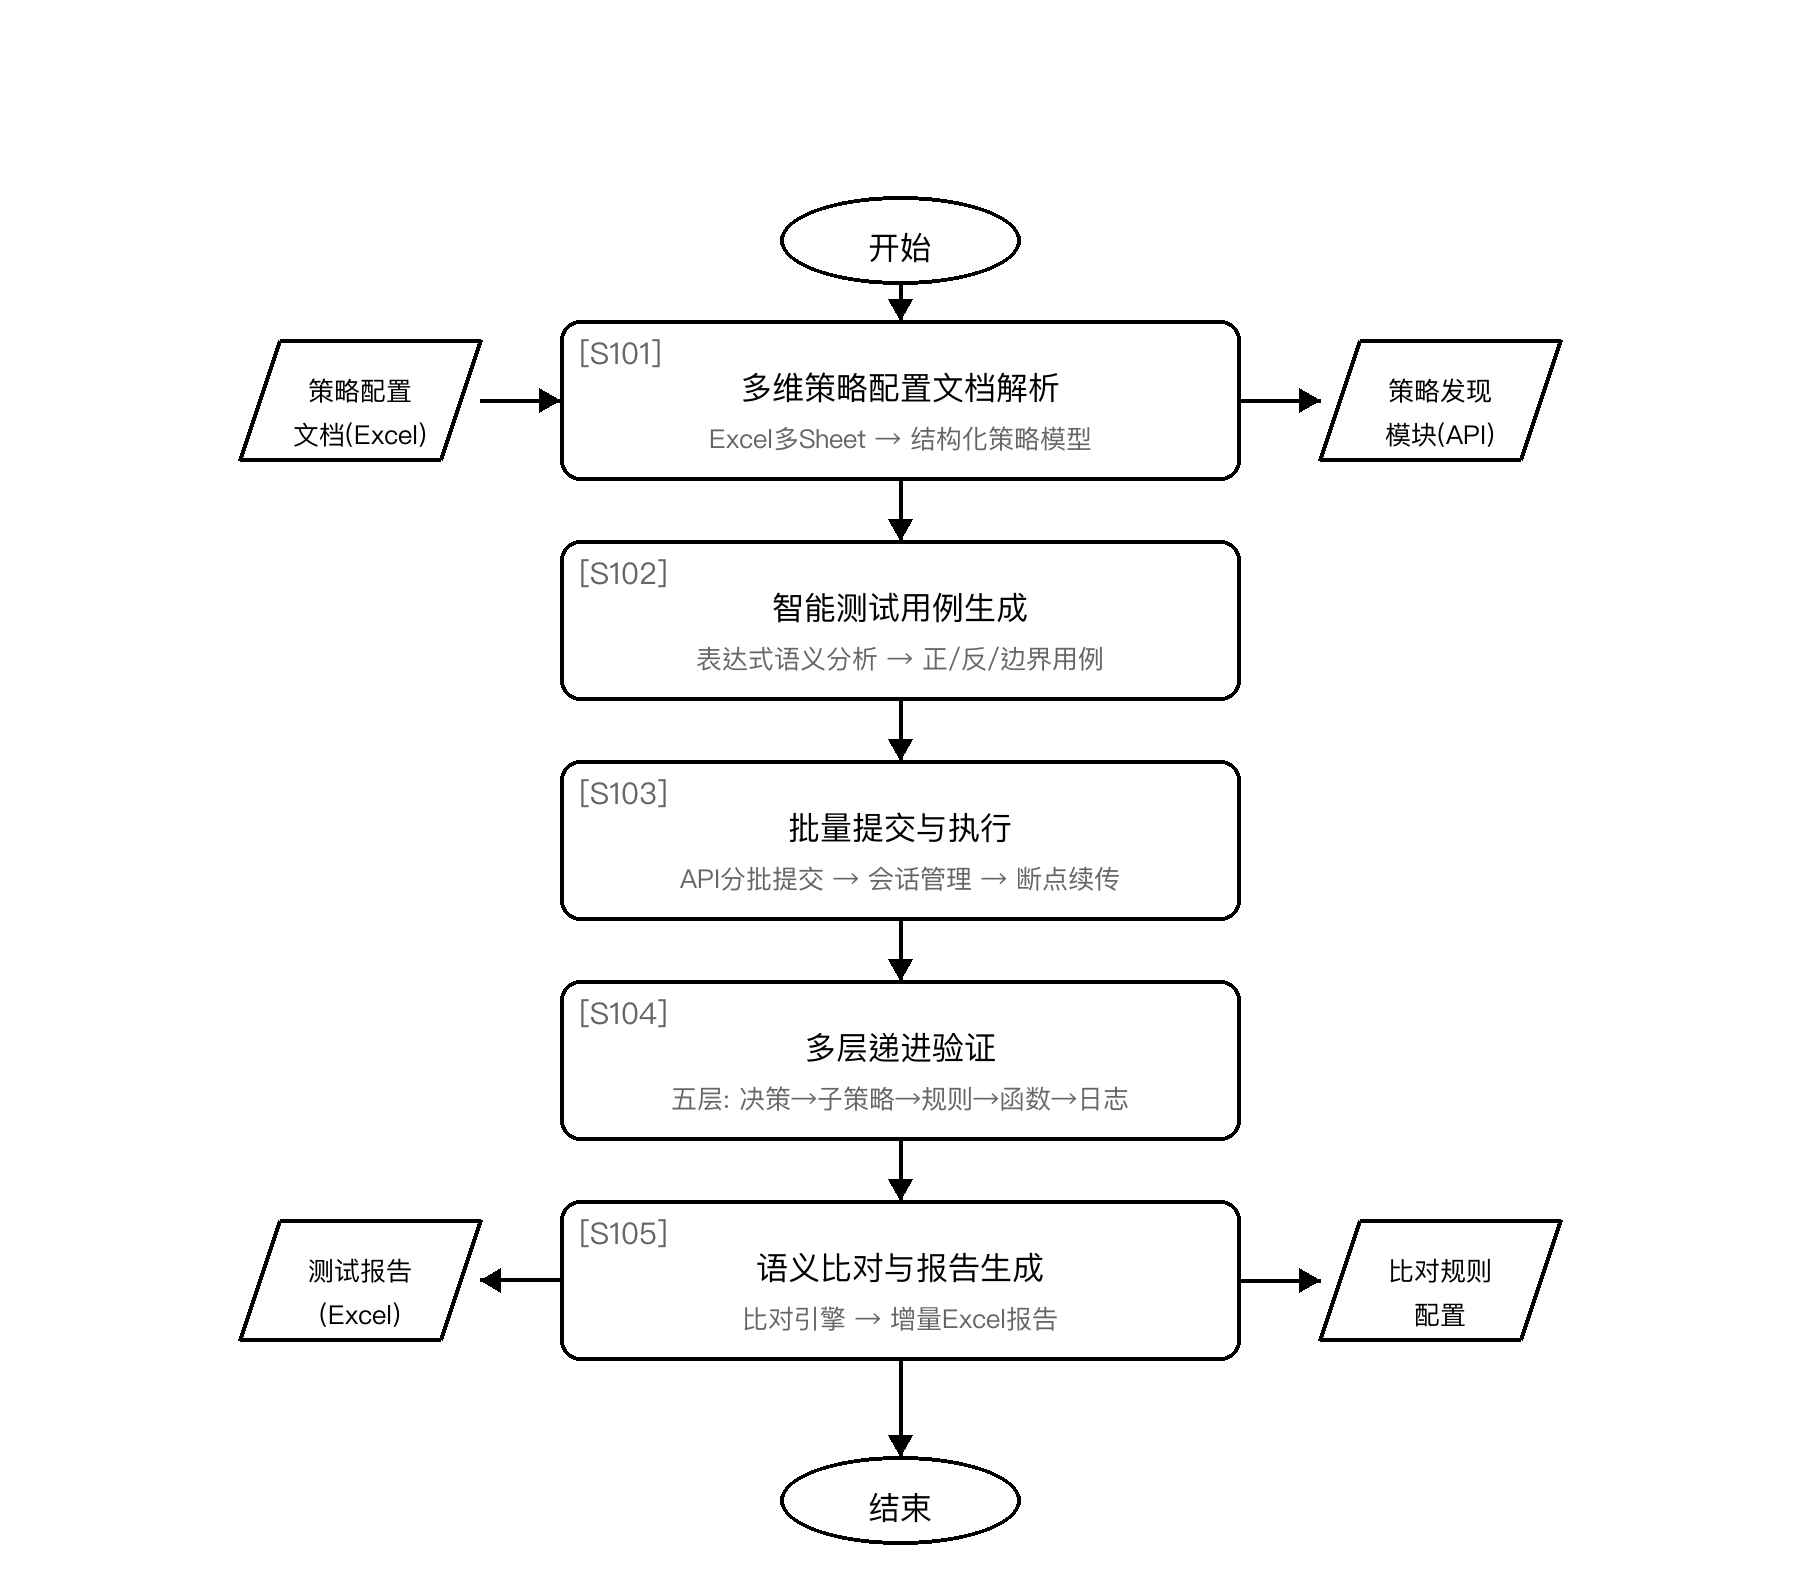 开始
[S101]
多维策略配置文档解析
Excel多Sheet → 结构化策略模型
策略配置
文档(Excel)
策略发现
模块(API)
[S102]
智能测试用例生成
表达式语义分析 → 正/反/边界用例
[S103]
批量提交与执行
API分批提交 → 会话管理 → 断点续传
[S104]
多层递进验证
五层: 决策→子策略→规则→函数→日志
[S105]
语义比对与报告生成
比对引擎 → 增量Excel报告
测试报告
(Excel)
比对规则
配置
结束